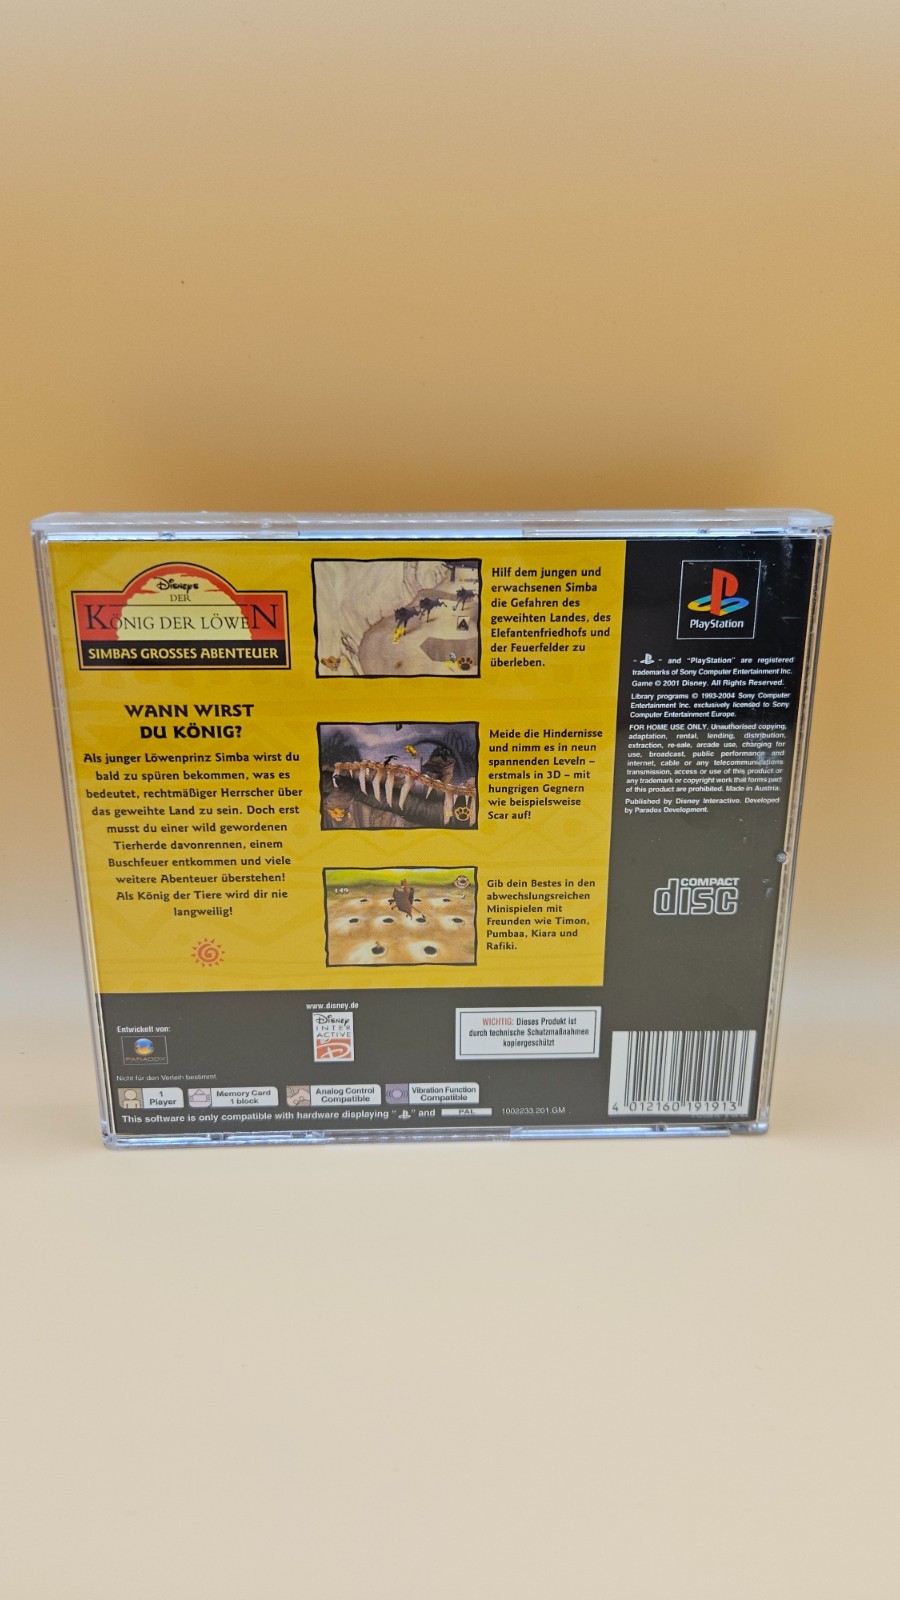 Disney's
DER
KÖNIG DER LÖWEN
SIMBAS GROSSES ABENTEUER
WANN WIRST
DU KÖNIG?
Als junger Löwenprinz Simba wirst du
bald zu spüren bekommen, was es
bedeutet, rechtmäßiger Herrscher über
das geweihte Land zu sein. Doch erst
musst du einer wild gewordenen
Tierherde davonrennen, einem
Buschfeuer entkommen und viele
weitere Abenteuer überstehen!
Als König der Tiere wird dir nie
langweilig!
Hilf dem jungen und
erwachsenen Simba
die Gefahren des
geweihten Landes, des
Elefantenfriedhofs und
der Feuerfelder zu
überleben.
Meide die Hindernisse
und nimm es in neun
spannenden Leveln –
erstmals in 3D – mit
hungrigen Gegnern
wie beispielsweise
Scar auf!
Gib dein Bestes in den
abwechslungsreichen
Minispielen mit
Freunden wie Timon,
Pumbaa, Kiara und
Rafiki.
PlayStation
" " and "PlayStation" are registered
trademarks of Sony Computer Entertainment Inc.
Game © 2001 Disney. All Rights Reserved.
Library programs © 1993-2004 Sony Computer
Entertainment Inc. exclusively licensed to Sony
Computer Entertainment Europe.
FOR HOME USE ONLY. Unauthorised copying,
adaptation, rental, lending, distribution,
extraction, re-sale, arcade use, charging for
use, broadcast, public performance and
internet, cable or any telecommunications
transmission, access or use of this product or
any trademark or copyright work that forms part
of this product are prohibited. Made in Austria.
Published by Disney Interactive. Developed
by Paradox Development.
COMPACT
disc
www.disney.de
Disney
INTER
ACTIVE
Entwickelt von:
PARADOX
Nicht für den Verleih bestimmt.
WICHTIG: Dieses Produkt ist
durch technische Schutzmaßnahmen
kopiergeschützt
1
Player
Memory Card
1 block
Analog Control
Compatible
Vibration Function
Compatible
This software is only compatible with hardware displaying " " and PAL
1002233.201.GM
4 012160 191913